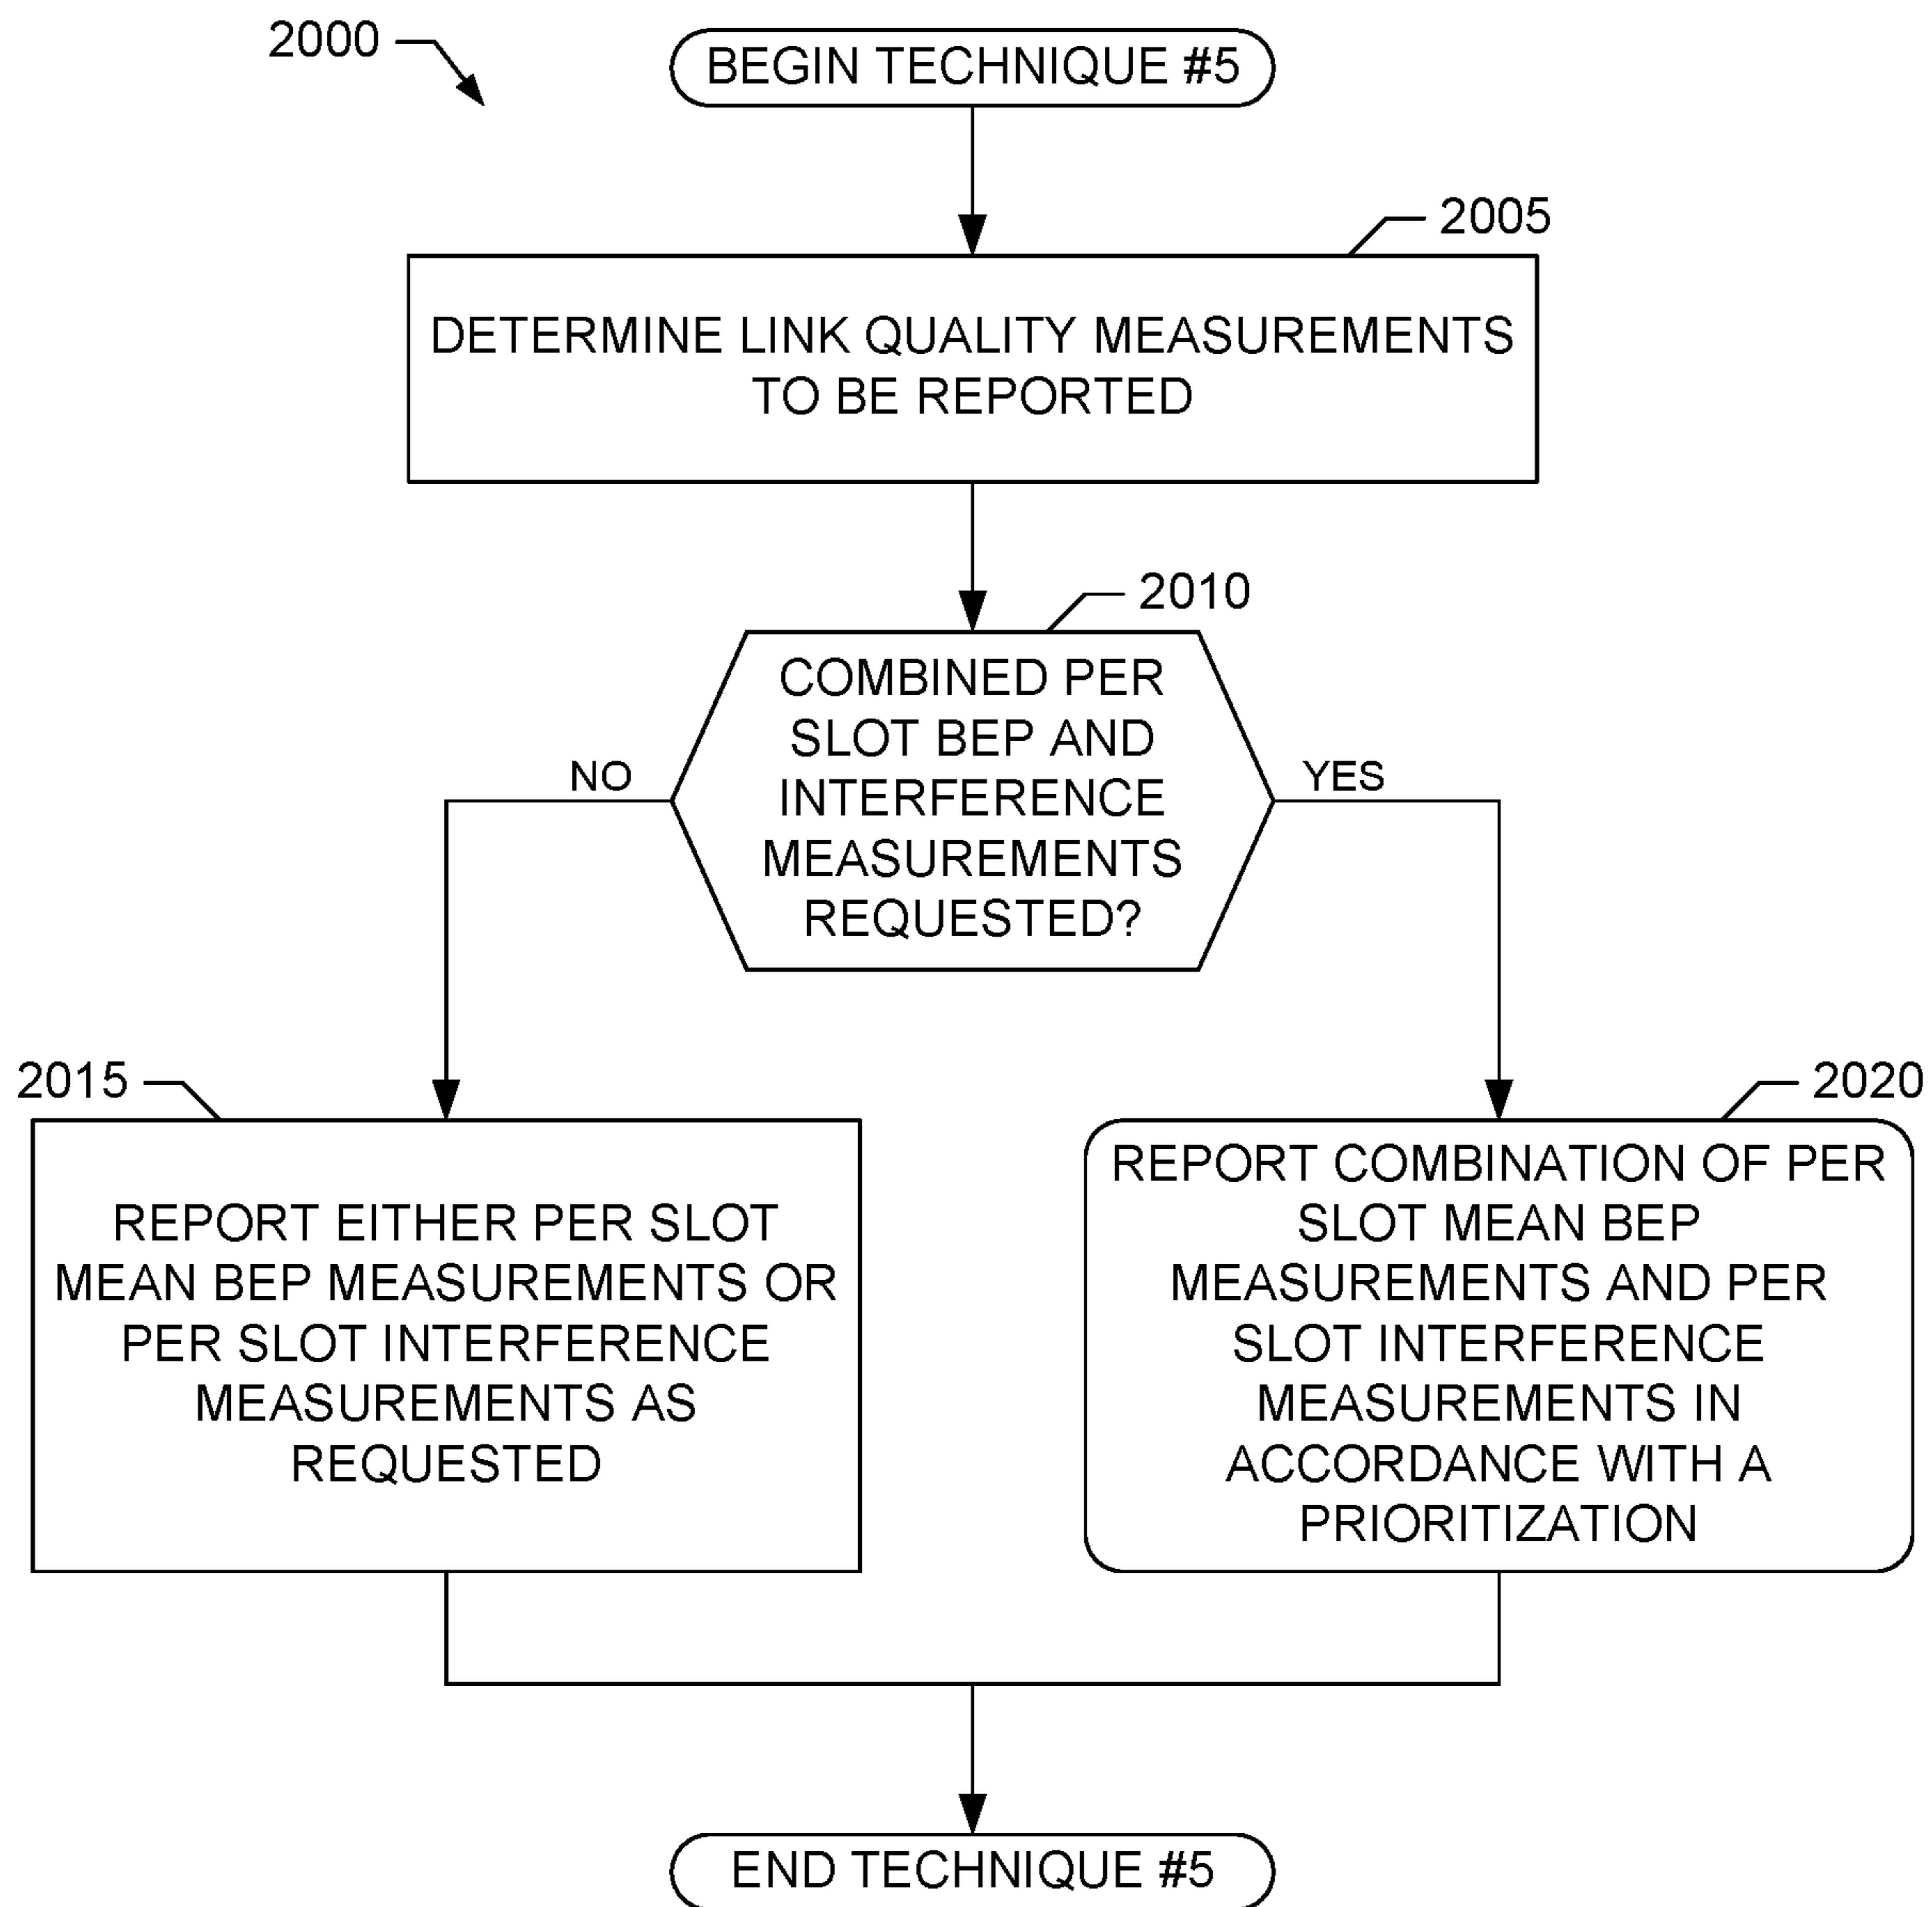 2000
BEGIN TECHNIQUE #5
2005
DETERMINE LINK QUALITY MEASUREMENTS
TO BE REPORTED
2010
COMBINED PER
SLOT BEP AND
INTERFERENCE
MEASUREMENTS
REQUESTED?
NO
YES
2015
REPORT EITHER PER SLOT
MEAN BEP MEASUREMENTS OR
PER SLOT INTERFERENCE
MEASUREMENTS AS
REQUESTED
2020
REPORT COMBINATION OF PER
SLOT MEAN BEP
MEASUREMENTS AND PER
SLOT INTERFERENCE
MEASUREMENTS IN
ACCORDANCE WITH A
PRIORITIZATION
END TECHNIQUE #5